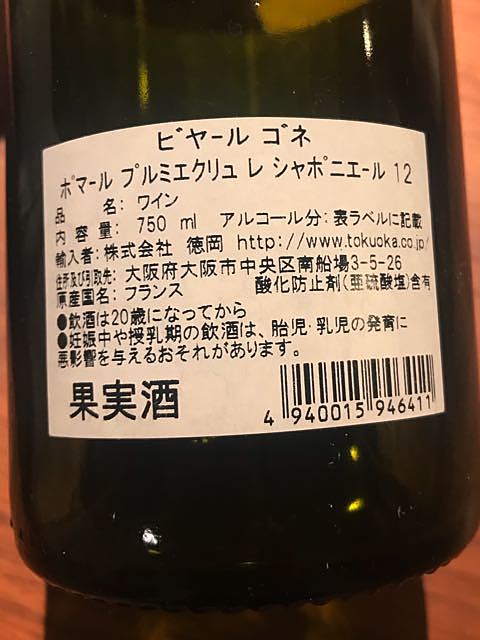 ビヤール ゴネ
ポマール プルミエクリュ レ シャポニエール 12
品 名: ワイン
内 容 量: 750 ml アルコール分: 表ラベルに記載
輸入者: 株式会社 徳岡 http://www.tokuoka.co.jp/
住所及び引取先: 大阪府大阪市中央区南船場3-5-26
原産国名: フランス 酸化防止剤(亜硫酸塩)含有
●飲酒は20歳になってから
●妊娠中や授乳期の飲酒は、胎児・乳児の発育に
悪影響を与えるおそれがあります。
果実酒
4 940015 946411